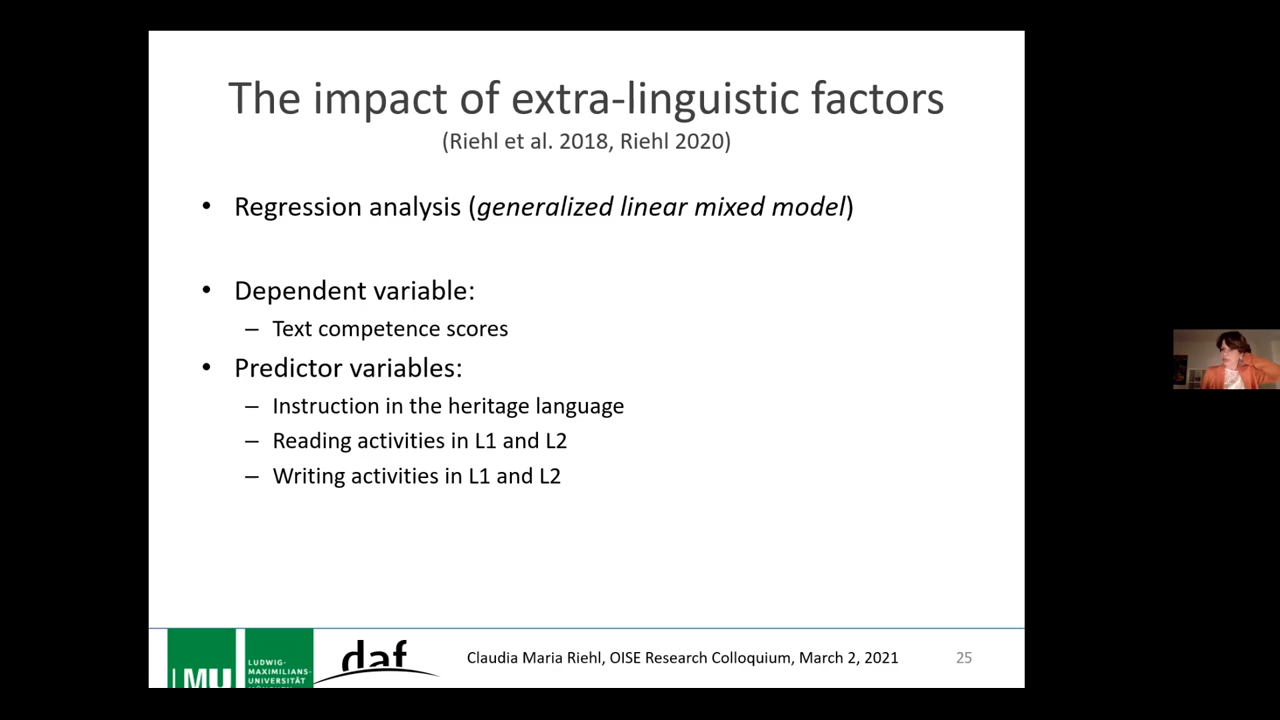 The impact of extra-linguistic factors
(Riehl et al. 2018, Riehl 2020)
• Regression analysis (generalized linear mixed model)
• Dependent variable:
– Text competence scores
• Predictor variables:
– Instruction in the heritage language
– Reading activities in L1 and L2
– Writing activities in L1 and L2
LMU
LUDWIG-
MAXIMILIANS-
UNIVERSITÄT
MÜNCHEN
daf
Claudia Maria Riehl, OISE Research Colloquium, March 2, 2021
25